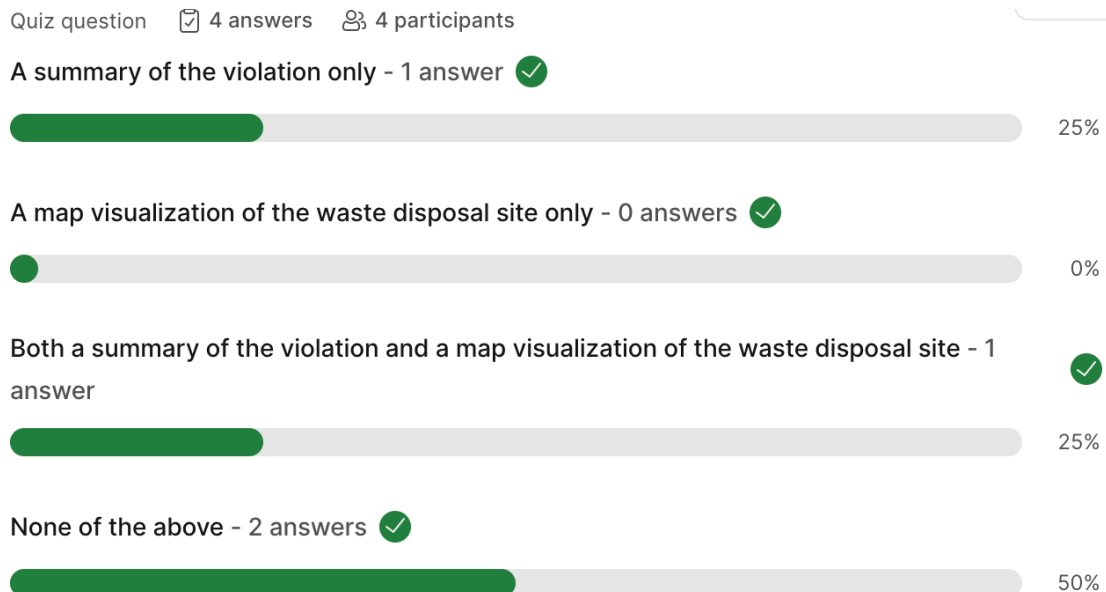 Quiz question 4 answers 4 participants
A summary of the violation only - 1 answer
25%
A map visualization of the waste disposal site only - 0 answers
0%
Both a summary of the violation and a map visualization of the waste disposal site - 1
answer
25%
None of the above - 2 answers
50%